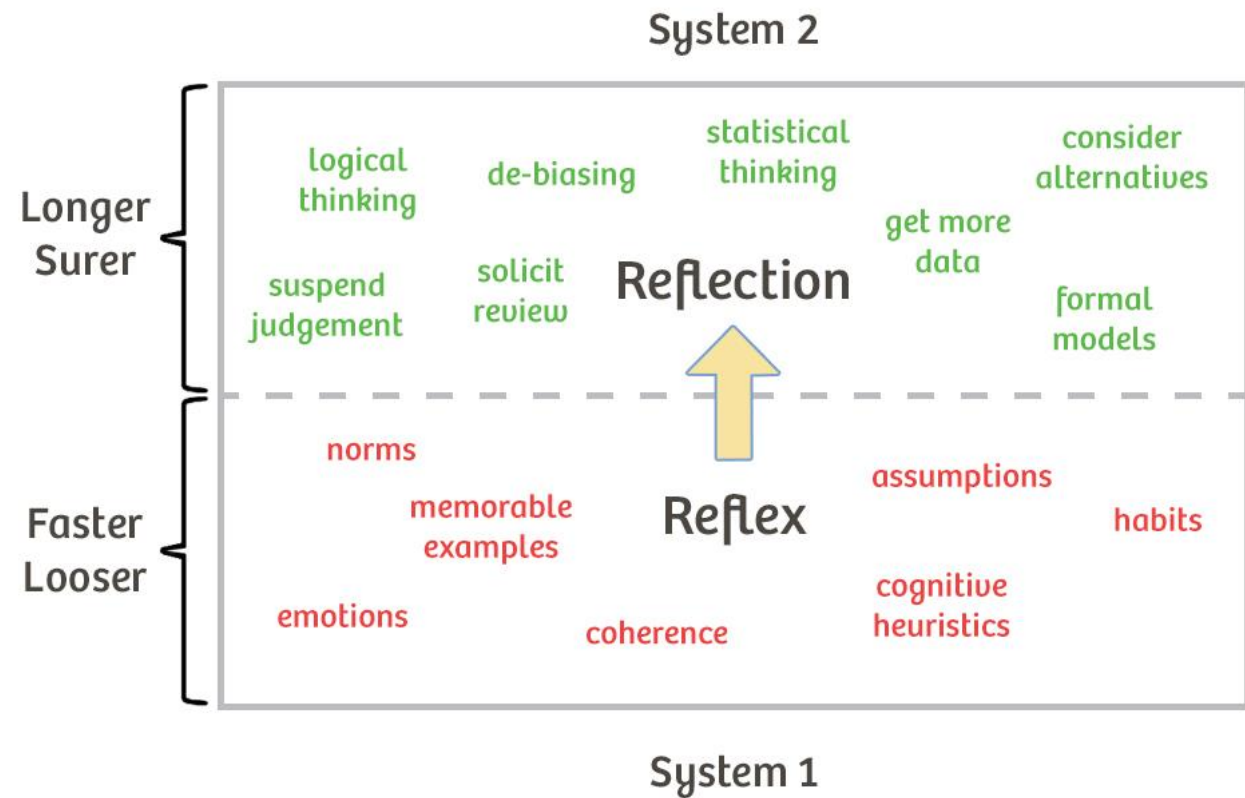 System 2
Longer
Surer
logical
thinking
de-biasing
statistical
thinking
consider
alternatives
get more
data
suspend
judgement
solicit
review
Reflection
formal
models
Faster
Looser
norms
memorable
examples
Reflex
assumptions
habits
emotions
coherence
cognitive
heuristics
System 1